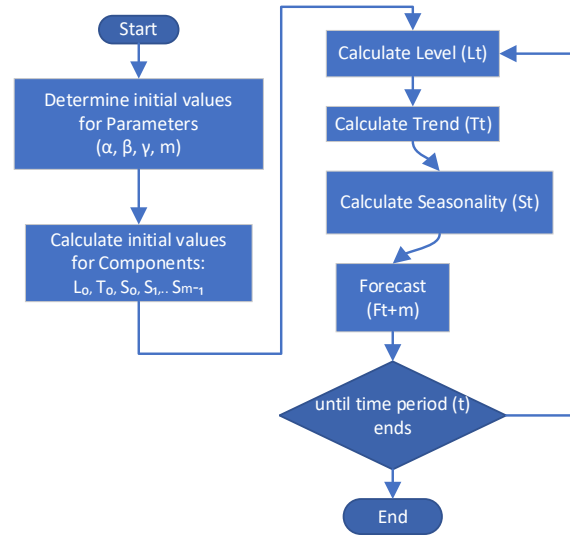 Start
Determine initial values
for Parameters
(α, β, γ, m)
Calculate initial values
for Components:
L₀, T₀, S₀, S₁,.. Sm-₁
Calculate Level (Lt)
Calculate Trend (Tt)
Calculate Seasonality (St)
Forecast
(Ft+m)
until time period (t)
ends
End